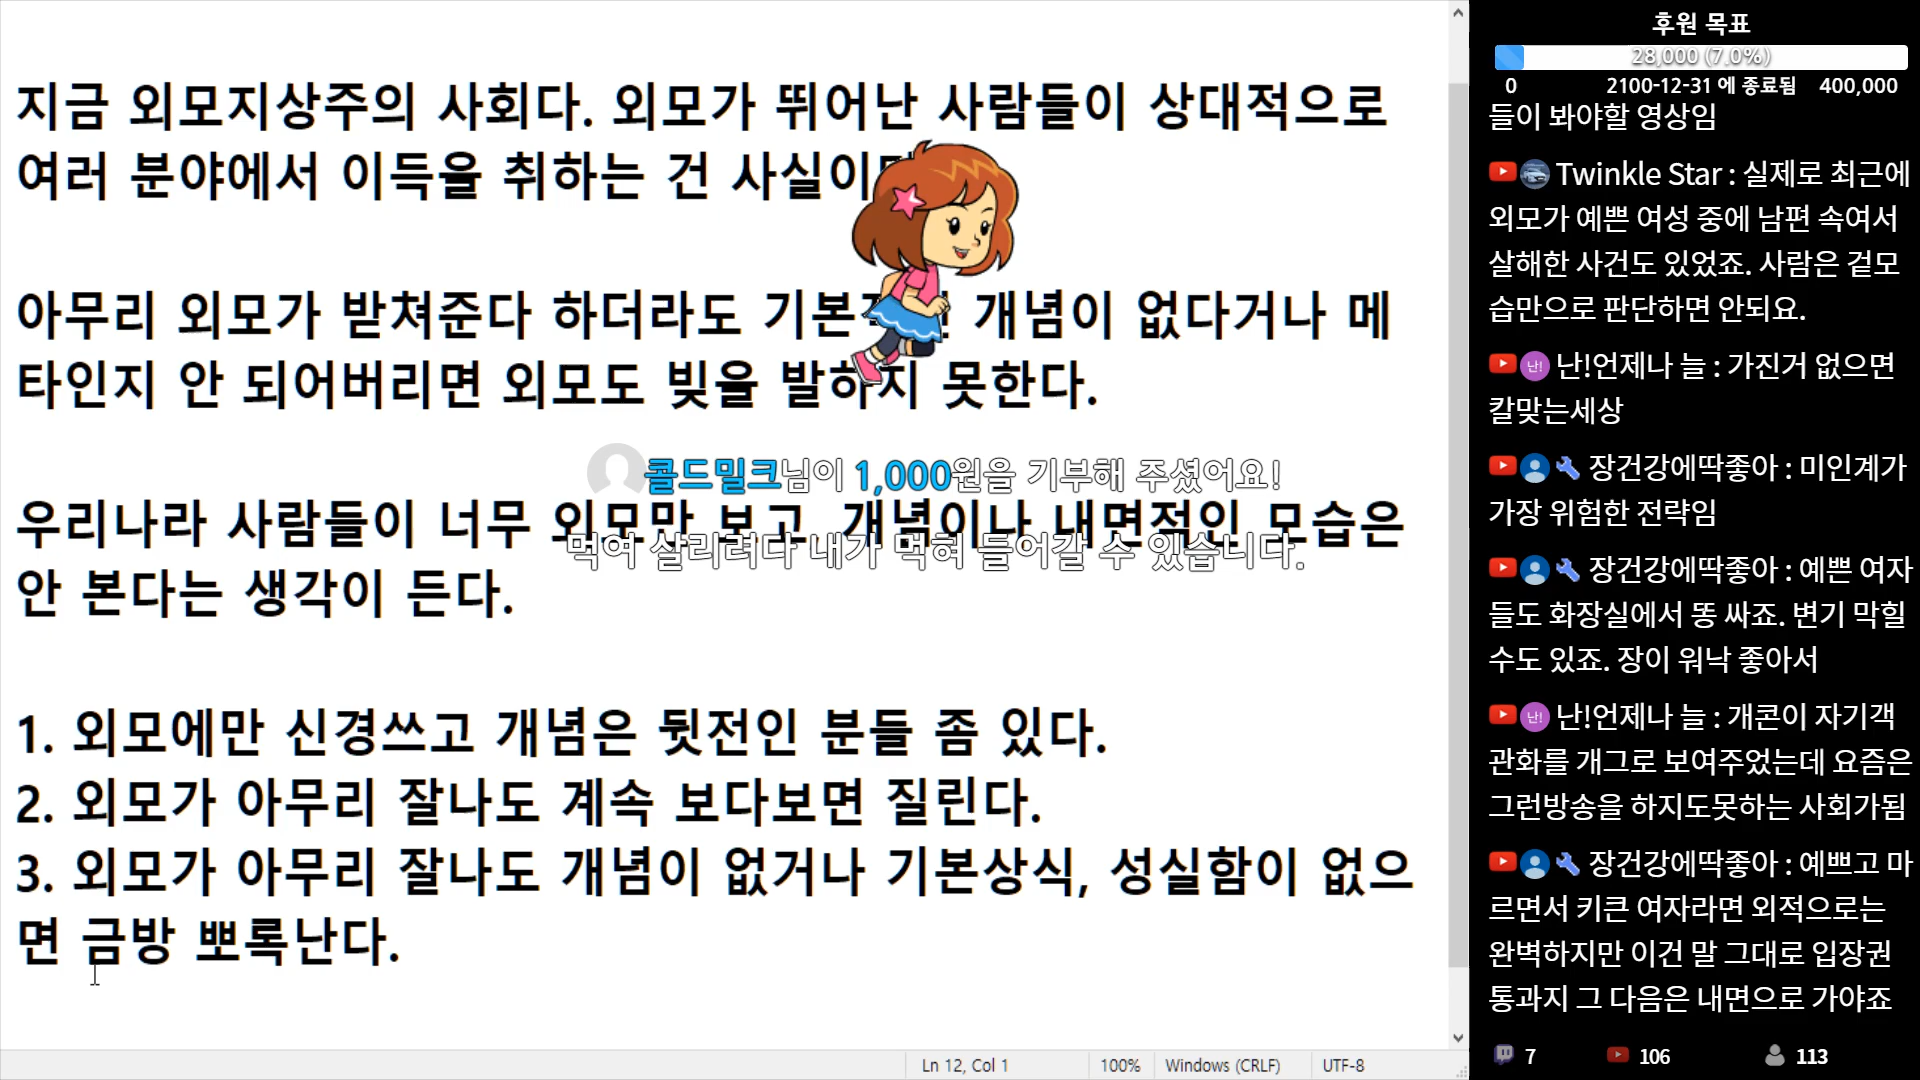 지금 외모지상주의 사회다. 외모가 뛰어난 사람들이 상대적으로
여러 분야에서 이득을 취하는 건
아무리 외모가 받쳐준다 하더라도 개념이 없다거나 메
타인지 안 되어버리면 외모도 빚을 발하지 못한다.
콜드밀크님이 1,000원을 기부해 주셨어요!
우리나라 사람들이 너무 외모만 보고, 개념이나 내면적인 모습은
먹여 살리려다 내가 먹혀 들어갈 수 있습니다.
안 본다는 생각이 든다.
1. 외모에만 신경쓰고 개념은 뒷전인 분들 좀 있다.
2. 외모가 아무리 잘나도 계속 보다보면 질린다.
3. 외모가 아무리 잘나도 개념이 없거나 기본상식, 성실함이 없으
면 금방 뽀록난다.
Ln 12, Col 1
100%
Windows (CRLF)
UTF-8
후원 목표
28,000 (7.0%)
0 2100-12-31 에 종료됨 400,000
들이 봐야할 영상임
Twinkle Star : 실제로 최근에
외모가 예쁜 여성 중에 남편 속여서
살해한 사건도 있었죠. 사람은 겉모
습만으로 판단하면 안되요.
난! 난!언제나 늘 : 가진거 없으면
칼맞는세상
장건강에딱좋아 : 미인계가
가장 위험한 전략임
장건강에딱좋아 : 예쁜 여자
들도 화장실에서 똥 싸죠. 변기 막힐
수도 있죠. 장이 워낙 좋아서
난! 난!언제나 늘 : 개콘이 자기객
관화를 개그로 보여주었는데 요즘은
그런방송을 하지도못하는 사회가됨
장건강에딱좋아 : 예쁘고 마
르면서 키큰 여자라면 외적으로는
완벽하지만 이건 말 그대로 입장권
통과지 그 다음은 내면으로 가야죠
7 106 113